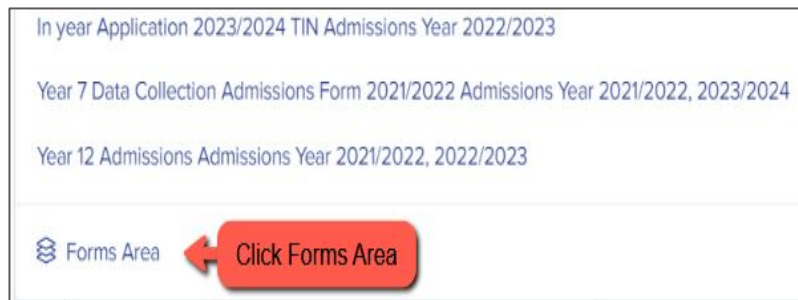 In year Application 2023/2024 TIN Admissions Year 2022/2023
Year 7 Data Collection Admissions Form 2021/2022 Admissions Year 2021/2022, 2023/2024
Year 12 Admissions Admissions Year 2021/2022, 2022/2023
Forms Area Click Forms Area